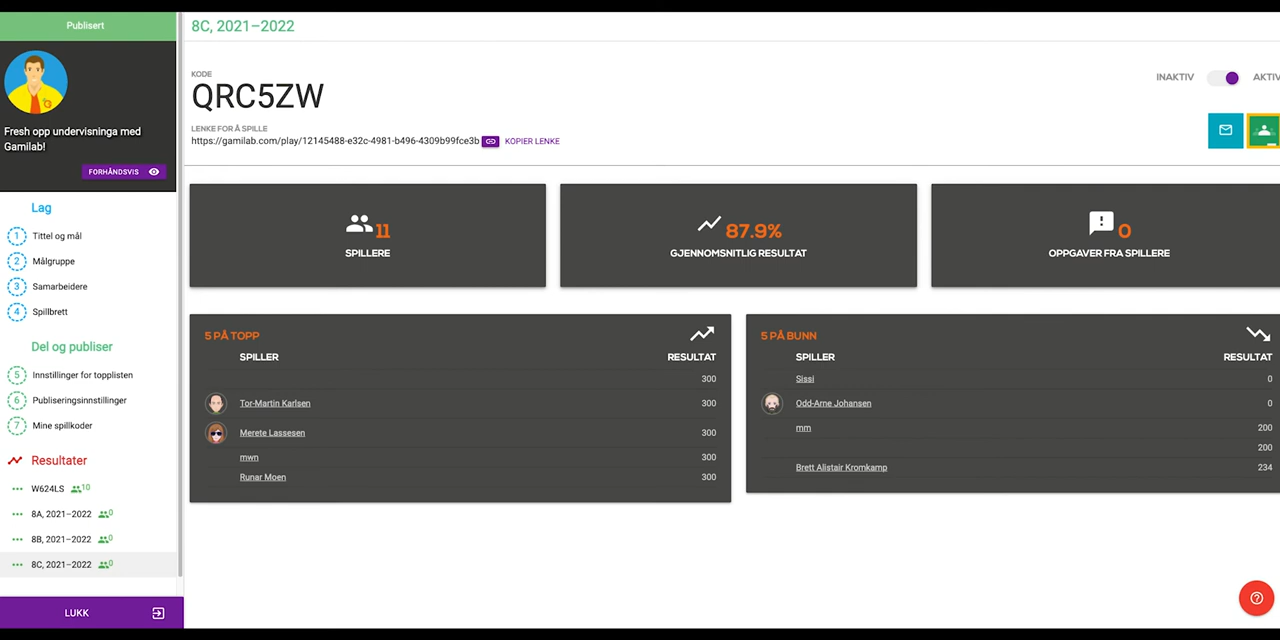 Publisert
Fresh opp undervisninga med
Gamilab!
FORHÅNDSVIS
Lag
1 Tittel og mål
2 Målgruppe
3 Samarbeidere
4 Spillbrett
Del og publiser
5 Innstillinger for topplisten
6 Publiseringsinnstillinger
7 Mine spillkoder
Resultater
W624LS 10
8A, 2021–2022 0
8B, 2021–2022 0
8C, 2021–2022 0
LUKK
8C, 2021–2022
KODE
QRC5ZW
INAKTIV AKTIV
LENKE FOR Å SPILLE
https://gamilab.com/play/12145488-e32c-4981-b496-4309b99fce3b KOPIER LENKE
11
SPILLERE
87.9%
GJENNOMSNITLIG RESULTAT
0
OPPGAVER FRA SPILLERE
5 PÅ TOPP
SPILLER RESULTAT
300
Tor-Martin Karlsen 300
Merete Lassesen 300
mwn 300
Runar Moen 300
5 PÅ BUNN
SPILLER RESULTAT
Sissi 0
Odd-Arne Johansen 0
mm 200
200
Brett Alistair Kromkamp 234